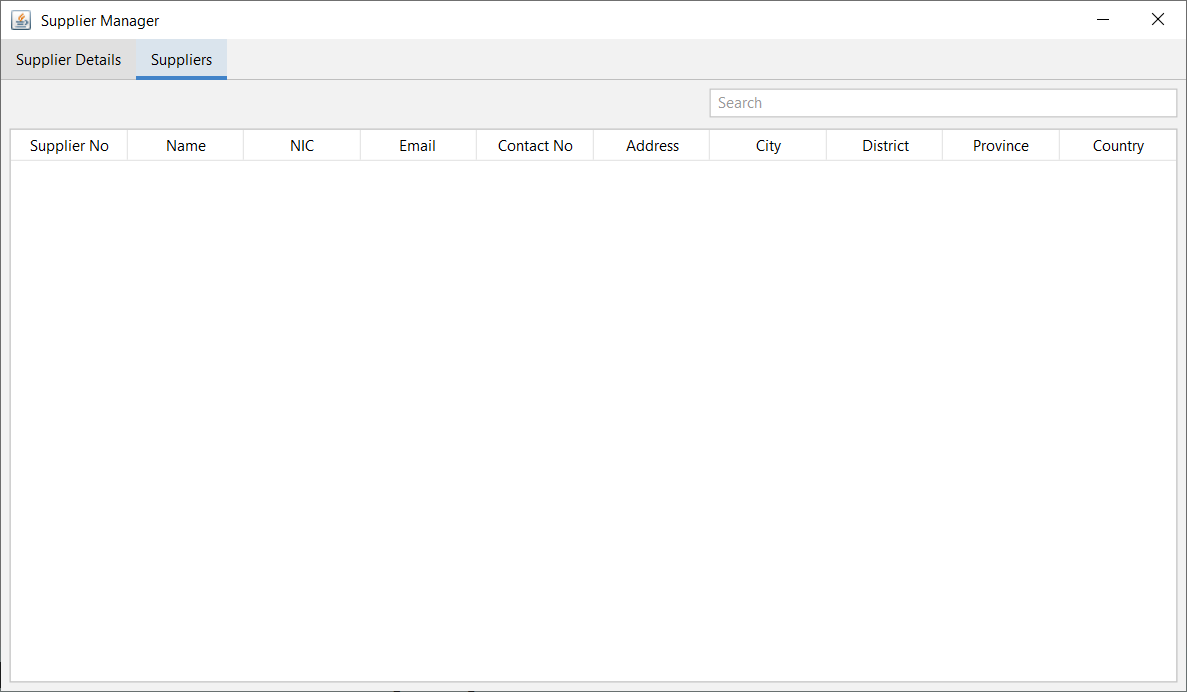 Supplier Manager
Supplier Details Suppliers
Search
Supplier No Name NIC Email Contact No Address City District Province Country